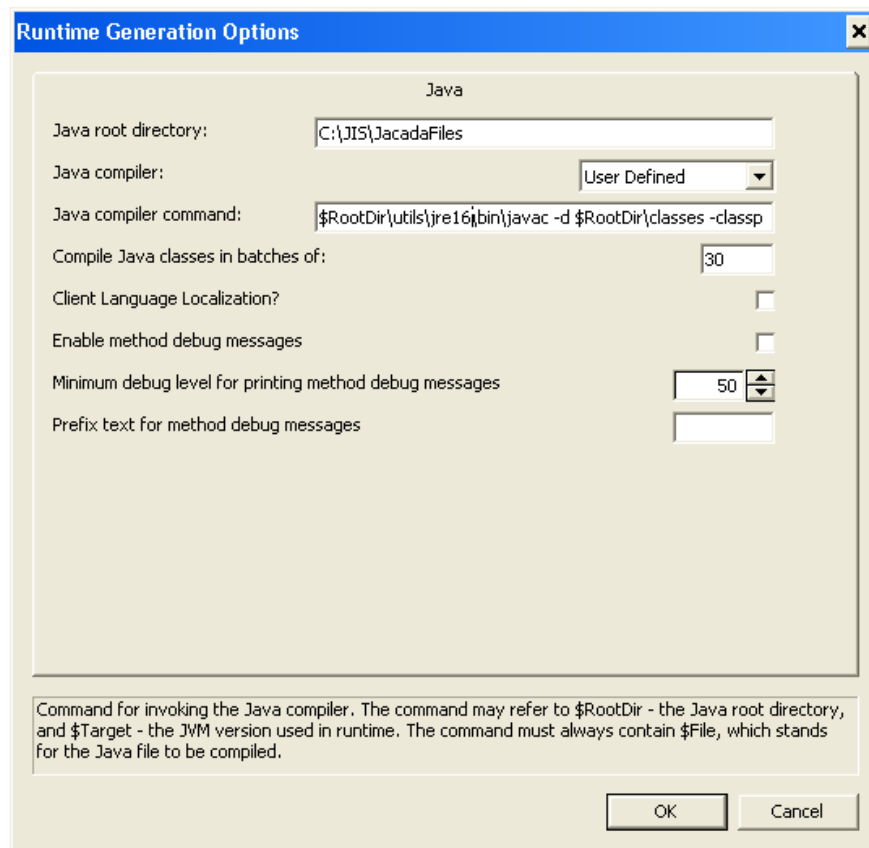 Runtime Generation Options
Java
Java root directory: C:\JIS\JacadaFiles
Java compiler: User Defined
Java compiler command: $RootDir\utils\jre16\bin\javac -d $RootDir\classes -classp
Compile Java classes in batches of: 30
Client Language Localization?
Enable method debug messages
Minimum debug level for printing method debug messages 50
Prefix text for method debug messages
Command for invoking the Java compiler. The command may refer to $RootDir - the Java root directory,
and $Target - the JVM version used in runtime. The command must always contain $File, which stands
for the Java file to be compiled.
OK Cancel